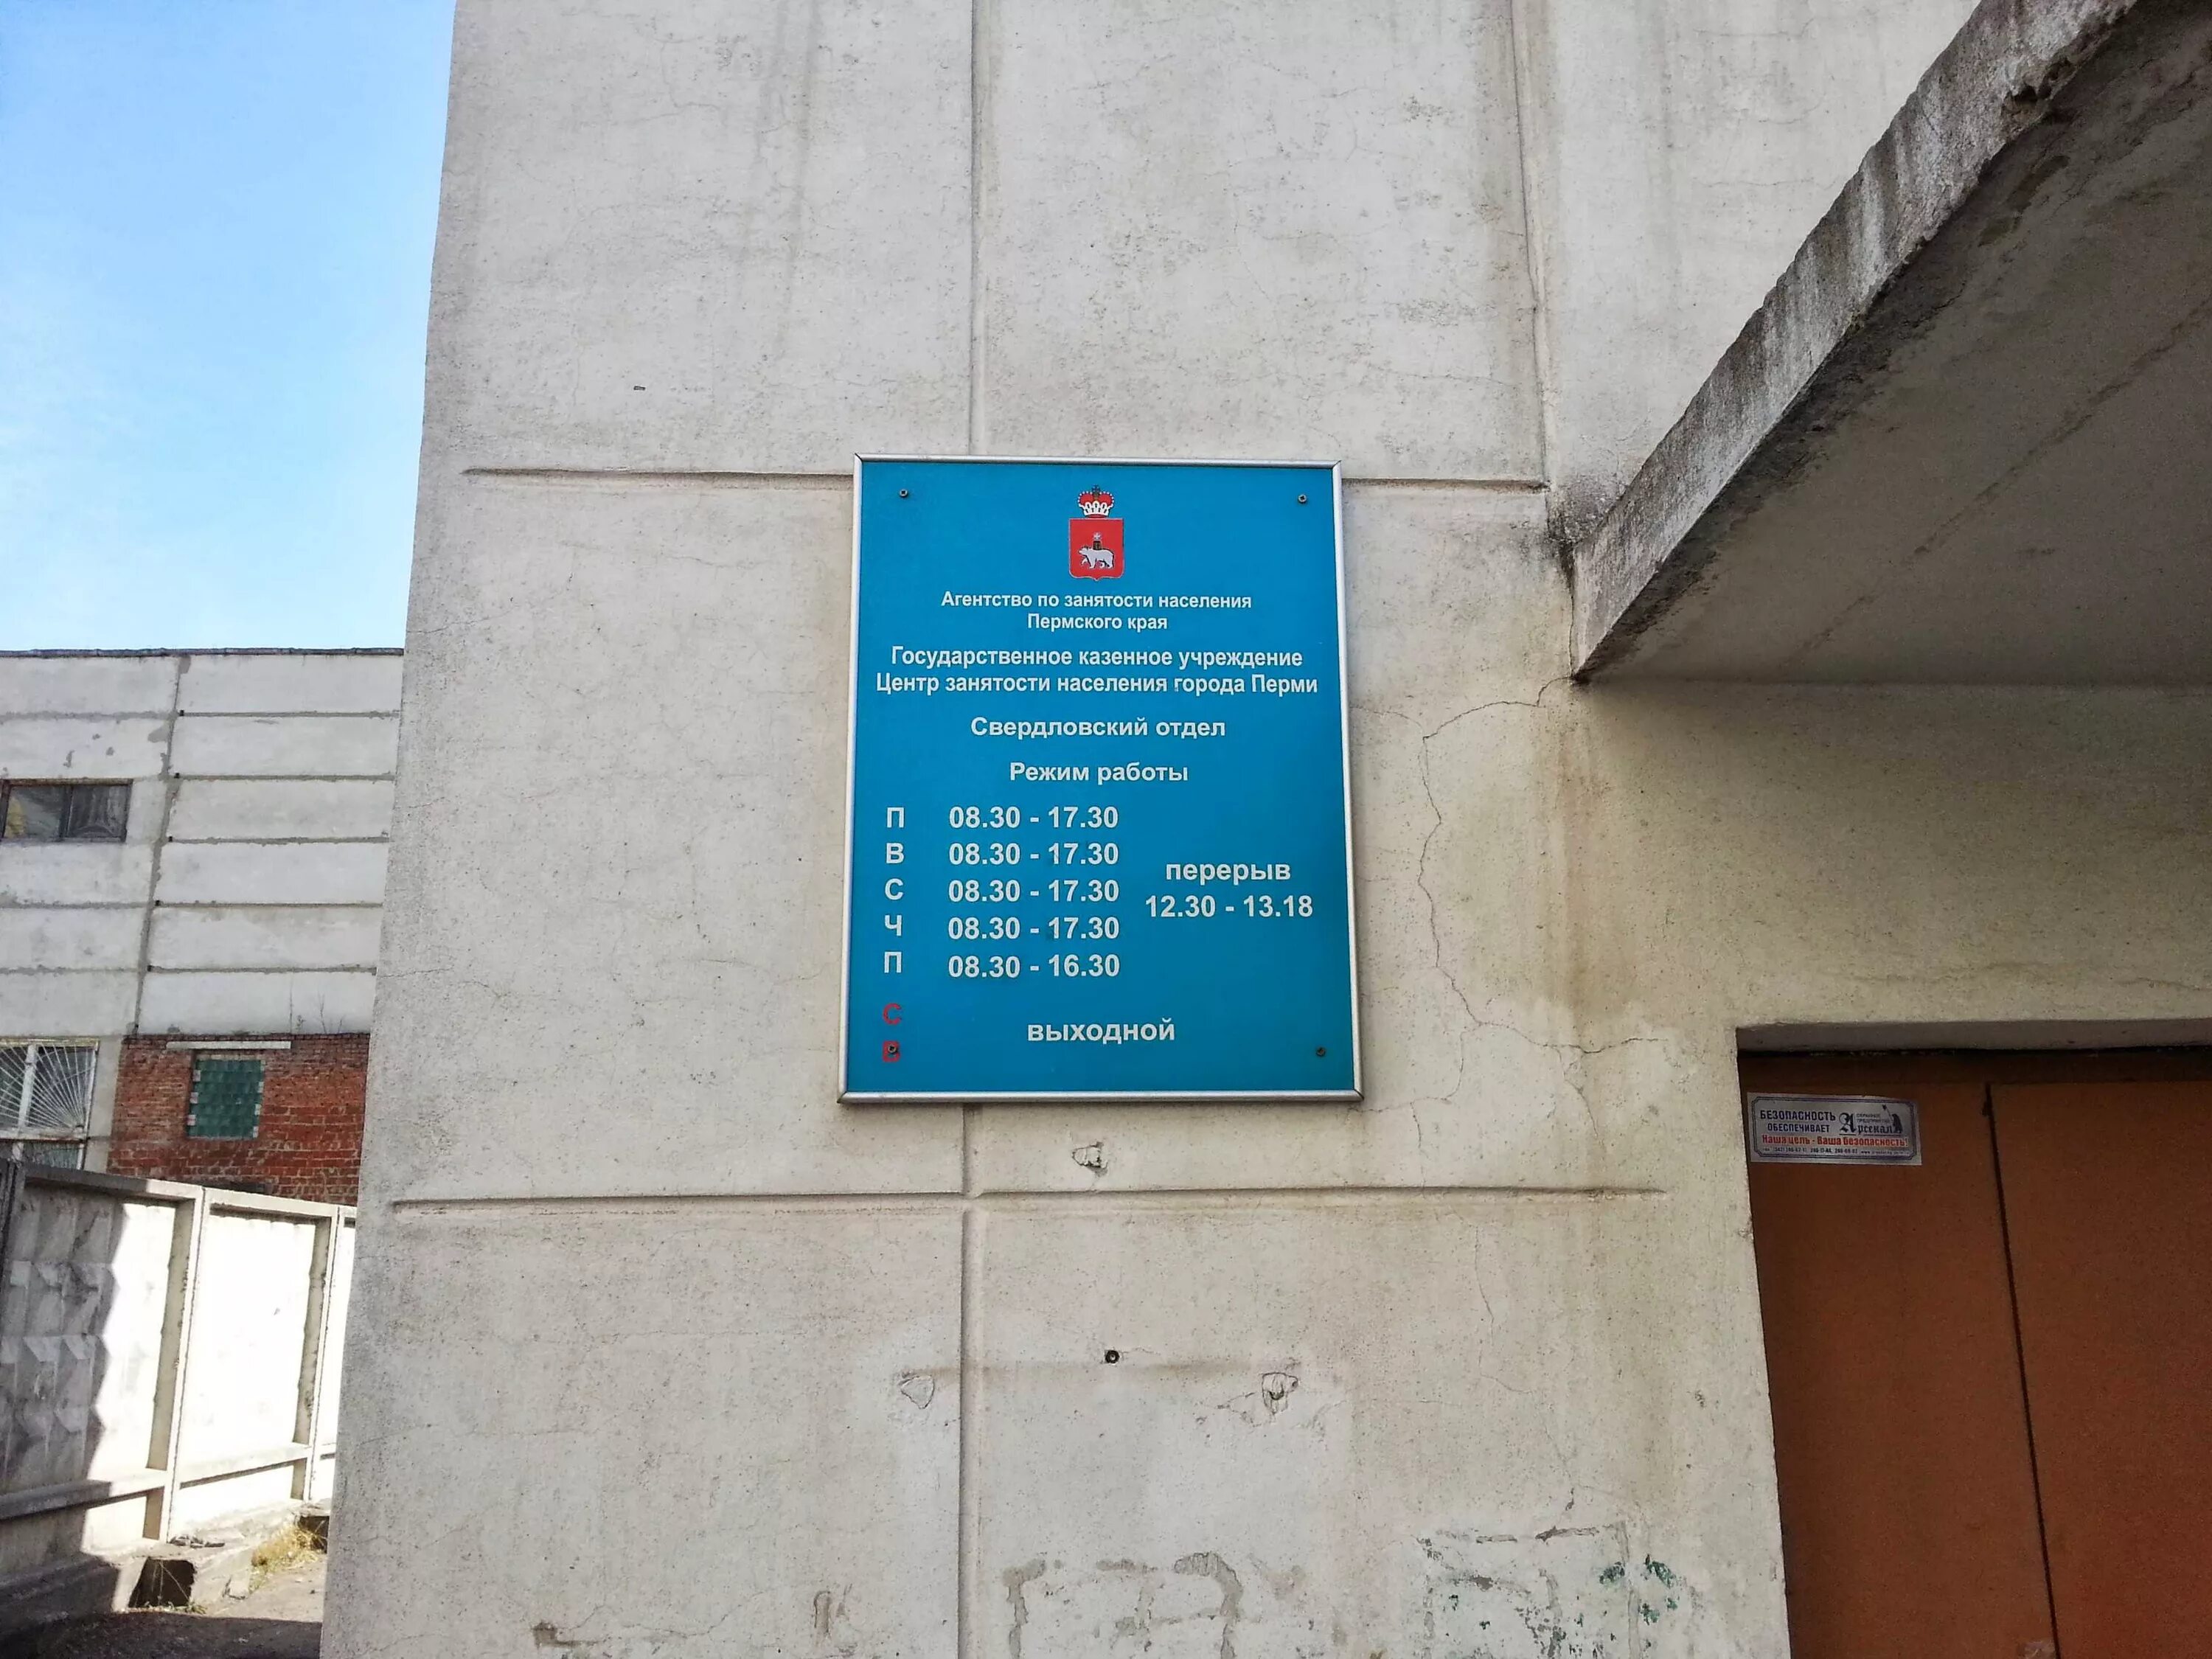 Агентство по занятости населения
Пермского края
Государственное казенное учреждение
Центр занятости населения города Перми
Свердловский отдел
Режим работы
П 08.30 - 17.30
В 08.30 - 17.30
С 08.30 - 17.30
Ч 08.30 - 17.30
П 08.30 - 16.30
перерыв
12.30 - 13.18
С
В
выходной
БЕЗОПАСНОСТЬ
ОБЕСПЕЧИВАЕТ
Арсенал
Наша цель - Ваша Безопасность!